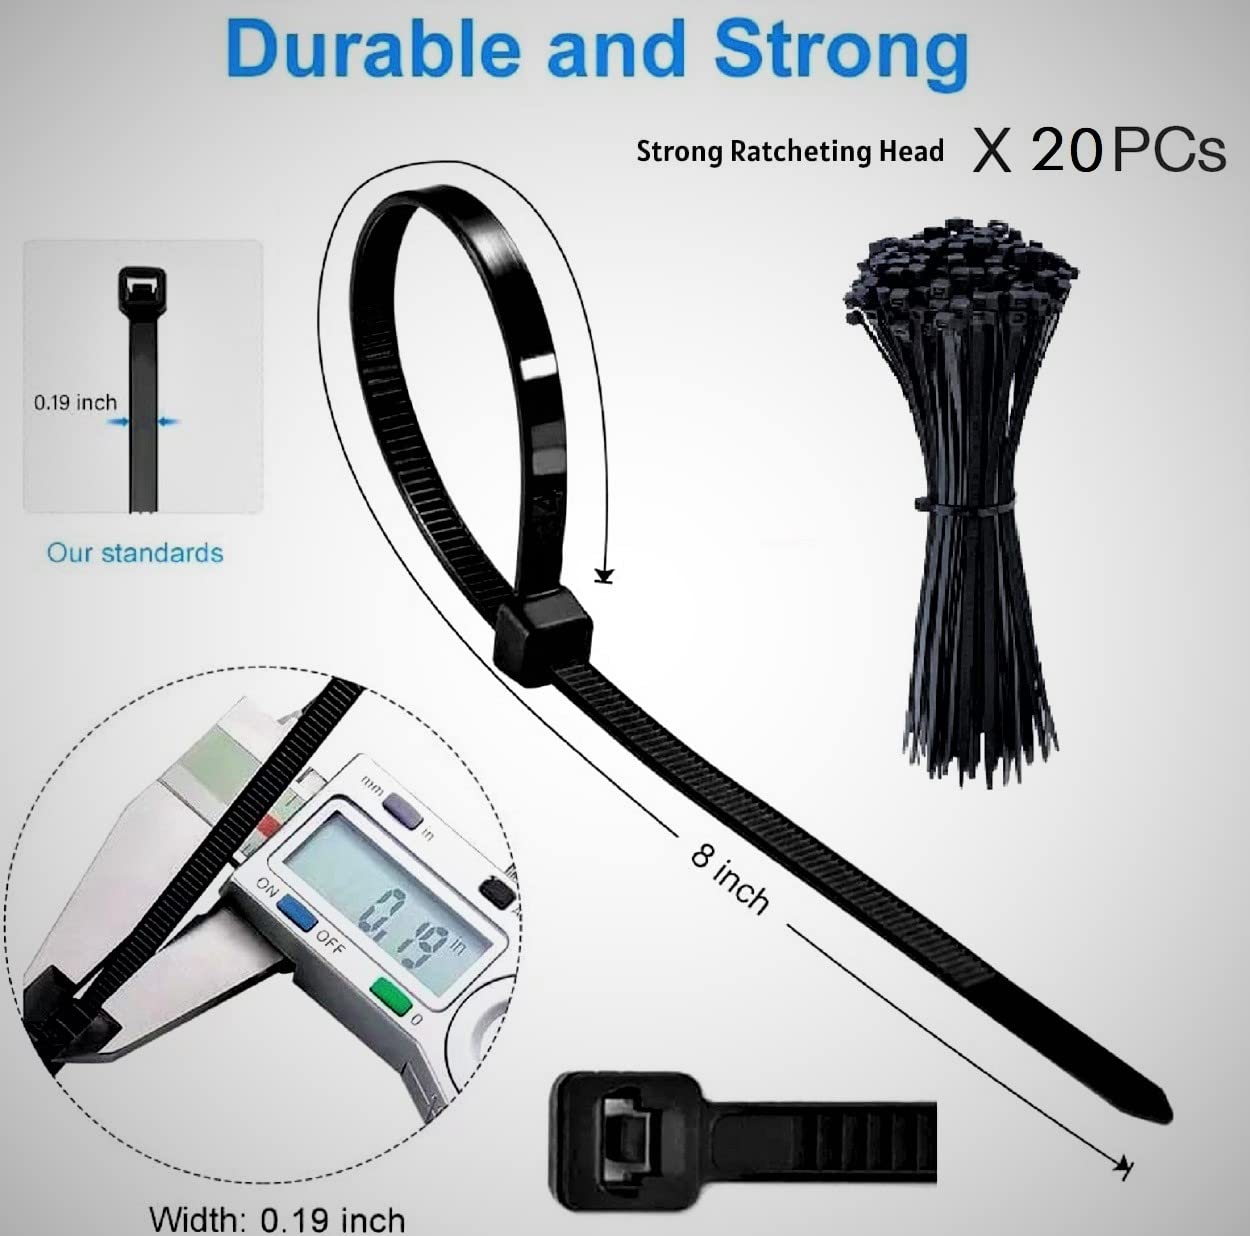 Durable and Strong
Strong Ratcheting Head X 20PCs
0.19 inch
Our standards
8 inch
mm
in
ON
OFF
0.19 in
0
Width: 0.19 inch